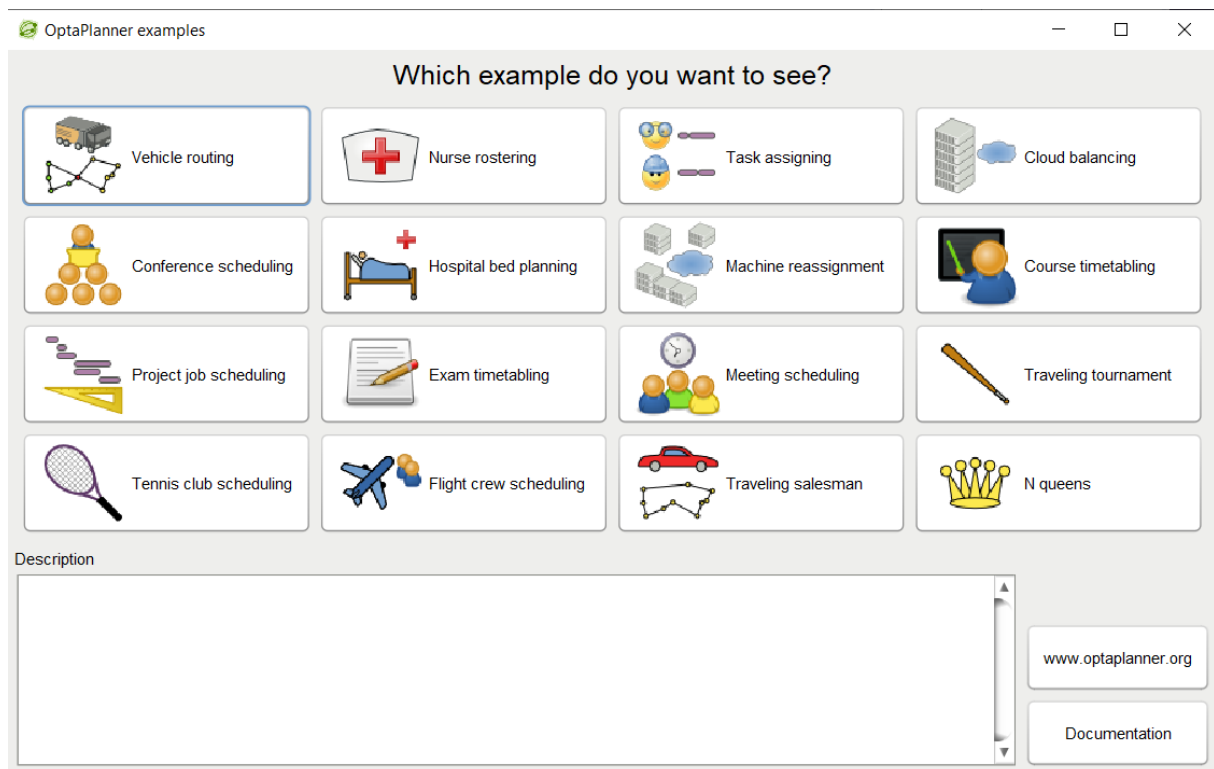 OptaPlanner examples
Which example do you want to see?
Vehicle routing
Nurse rostering
Task assigning
Cloud balancing
Conference scheduling
Hospital bed planning
Machine reassignment
Course timetabling
Project job scheduling
Exam timetabling
Meeting scheduling
Traveling tournament
Tennis club scheduling
Flight crew scheduling
Traveling salesman
N queens
Description
www.optaplanner.org
Documentation